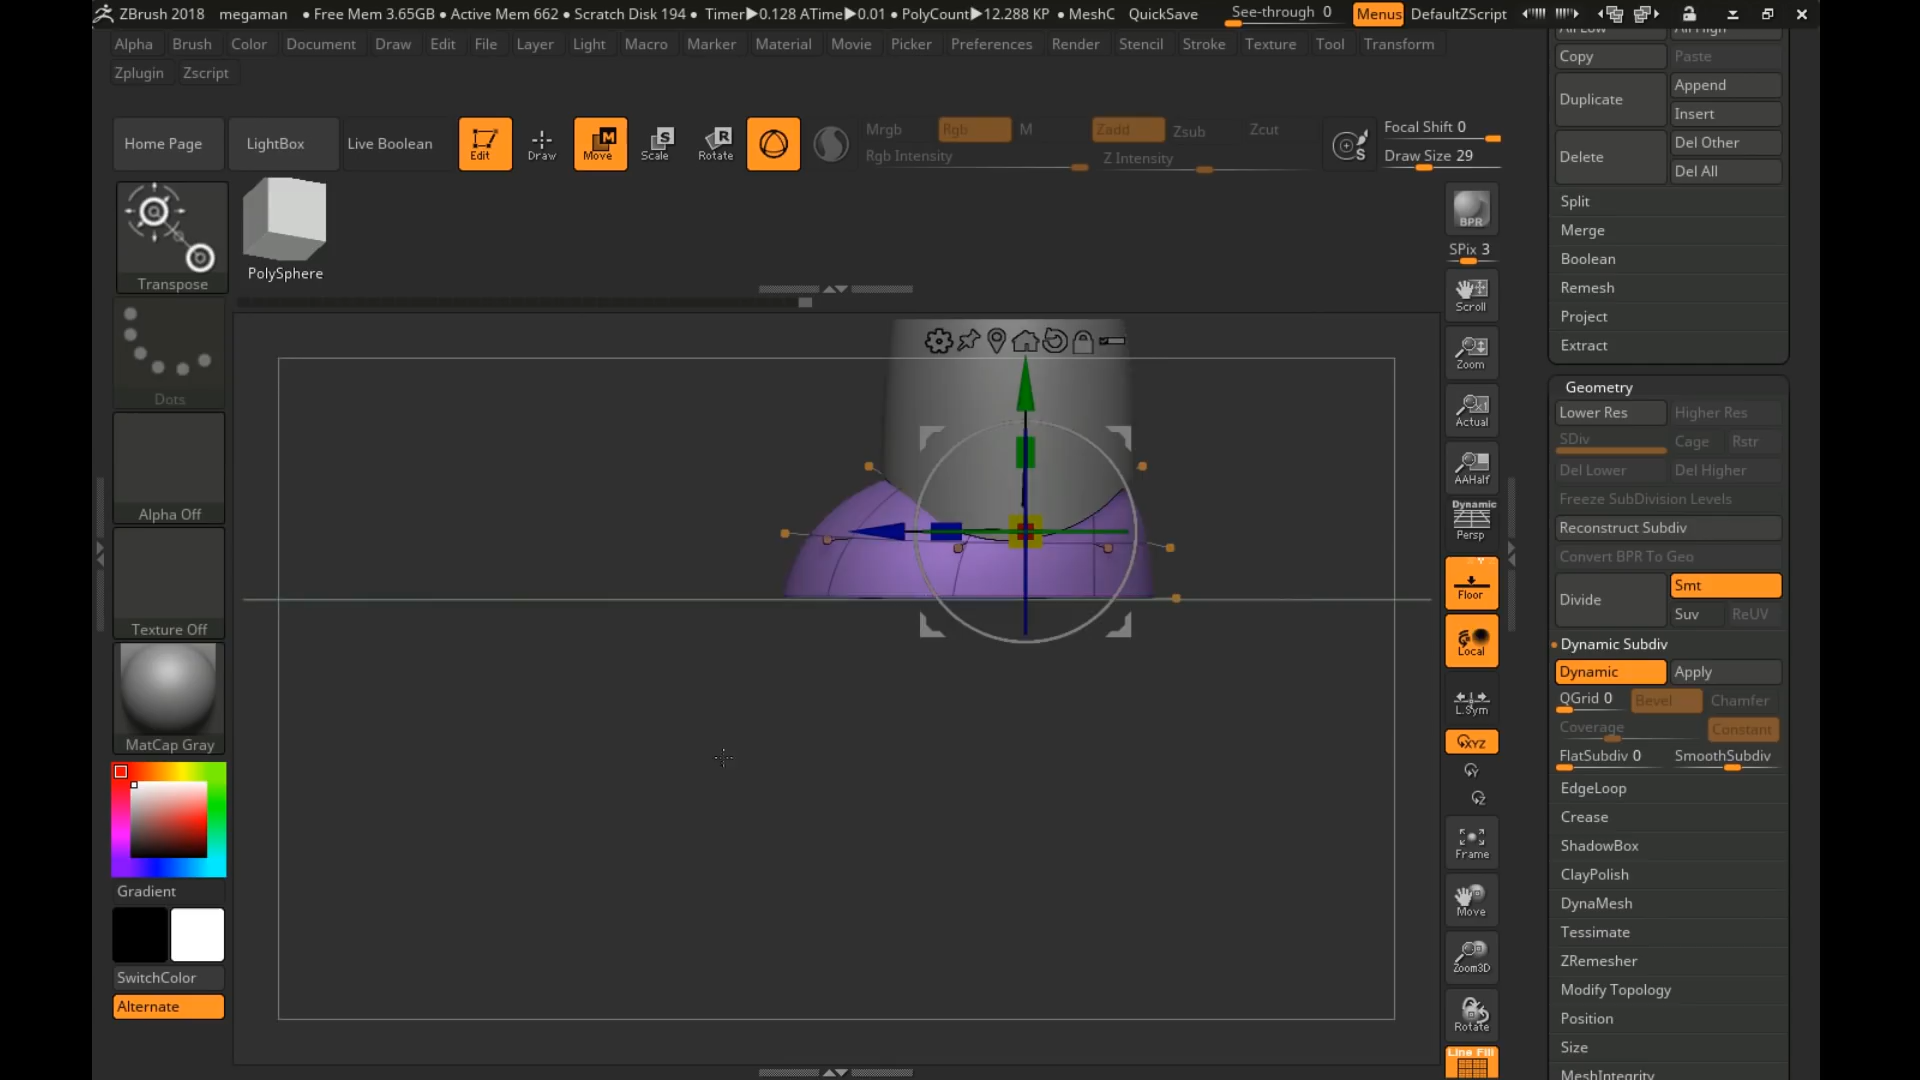 ZBrush 2018 megaman ● Free Mem 3.65GB ● Active Mem 662 ● Scratch Disk 194 ● Timer▶0.128 ATime▶0.01 ● PolyCount▶12.288 KP ● MeshC QuickSave See-through 0 Menus DefaultZScript
Alpha Brush Color Document Draw Edit File Layer Light Macro Marker Material Movie Picker Preferences Render Stencil Stroke Texture Tool Transform
Zplugin Zscript
Home Page LightBox Live Boolean Edit Draw Move Scale Rotate
Mrgb Rgb M Zadd Zsub Zcut
Rgb Intensity Z Intensity
Focal Shift 0
Draw Size 29
Transpose
PolySphere
Dots
Alpha Off
Texture Off
MatCap Gray
Gradient
SwitchColor
Alternate
BPR
SPix 3
Scroll
Zoom
Actual
AAHalf
Dynamic
Persp
Floor
Local
L.Sym
XYZ
Y
Z
Frame
Move
Zoom3D
Rotate
Line Fill
All Low All High
Copy Paste
Duplicate Append
Insert
Delete Del Other
Del All
Split
Merge
Boolean
Remesh
Project
Extract
Geometry
Lower Res Higher Res
SDiv Cage Rstr
Del Lower Del Higher
Freeze SubDivision Levels
Reconstruct Subdiv
Convert BPR To Geo
Divide Smt
Suv ReUV
Dynamic Subdiv
Dynamic Apply
QGrid 0 Bevel Chamfer
Coverage Constant
FlatSubdiv 0 SmoothSubdiv
EdgeLoop
Crease
ShadowBox
ClayPolish
DynaMesh
Tessimate
ZRemesher
Modify Topology
Position
Size
MeshIntegrity